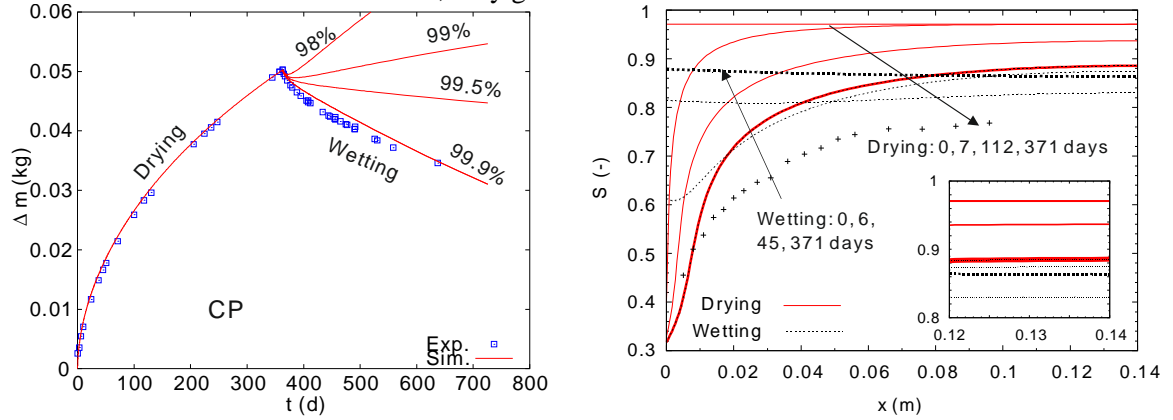 98%
99%
99.5%
99.9%
Drying
Wetting
CP
Exp.
Sim.
Δ m (kg)
0.06
0.05
0.04
0.03
0.02
0.01
0
0 100 200 300 400 500 600 700 800
t (d)
S (-)
1
0.9
0.8
0.7
0.6
0.5
0.4
0.3
Drying: 0, 7, 112, 371 days
Wetting: 0, 6,
45, 371 days
Drying
Wetting
1
0.9
0.8
0.12 0.13 0.14
0 0.02 0.04 0.06 0.08 0.1 0.12 0.14
x (m)